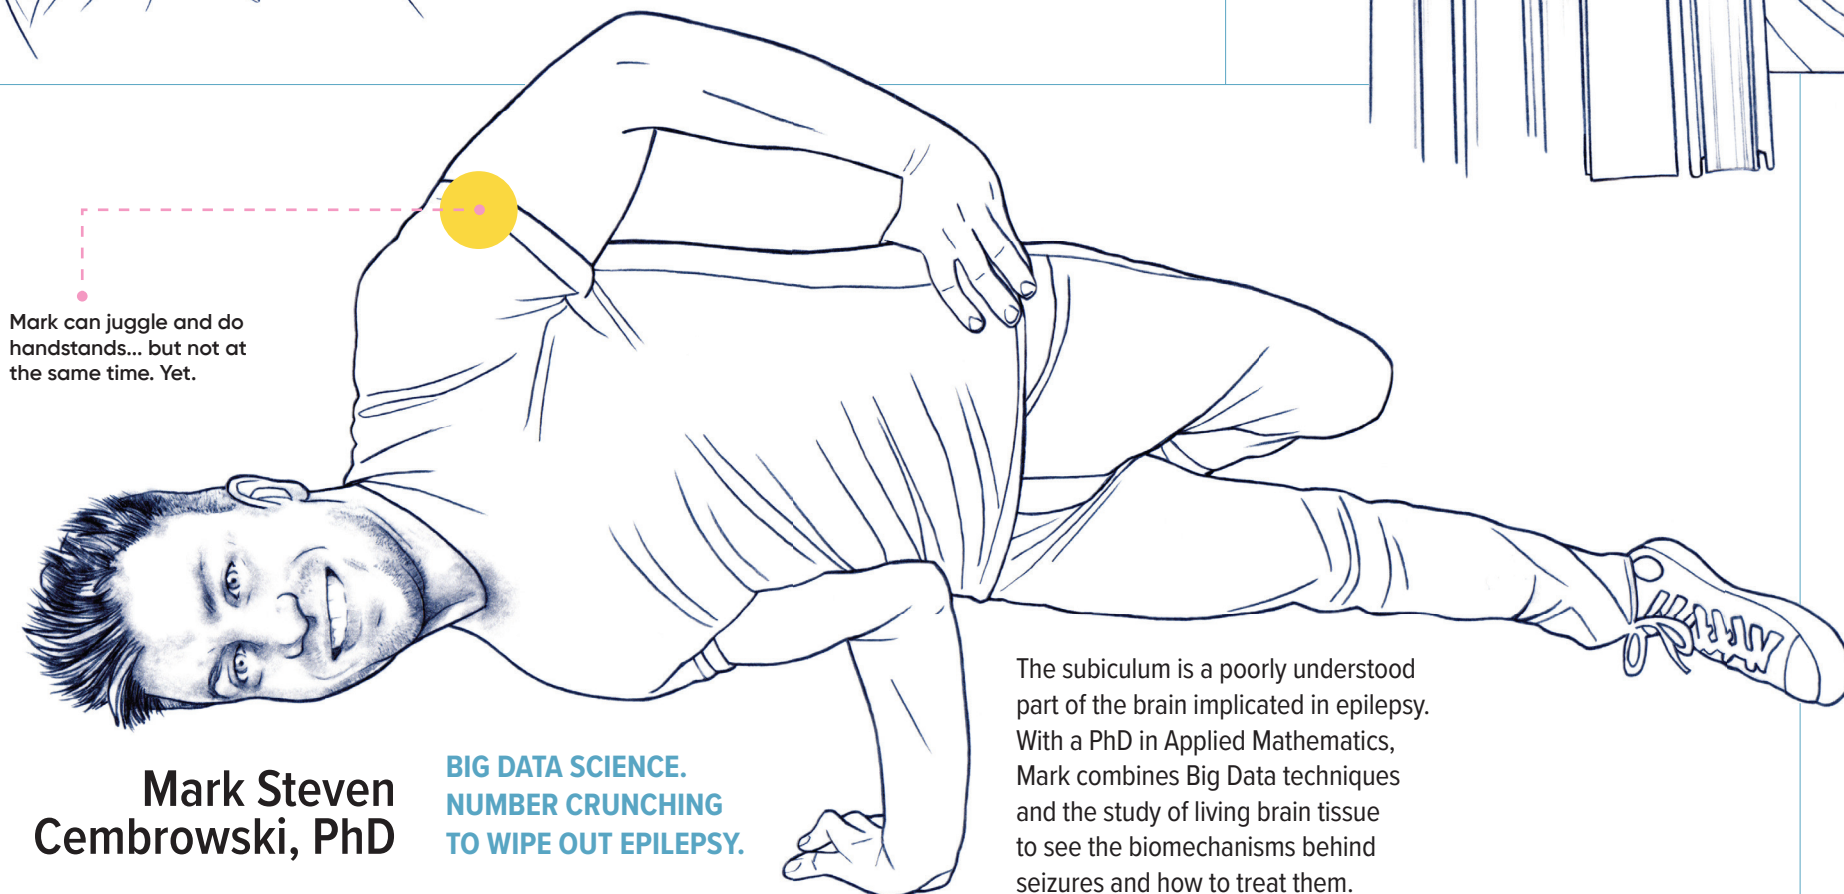 Mark can juggle and do
handstands... but not at
the same time. Yet.
Mark Steven
Cembrowski, PhD
BIG DATA SCIENCE.
NUMBER CRUNCHING
TO WIPE OUT EPILEPSY.
The subiculum is a poorly understood
part of the brain implicated in epilepsy.
With a PhD in Applied Mathematics,
Mark combines Big Data techniques
and the study of living brain tissue
to see the biomechanisms behind
seizures and how to treat them.